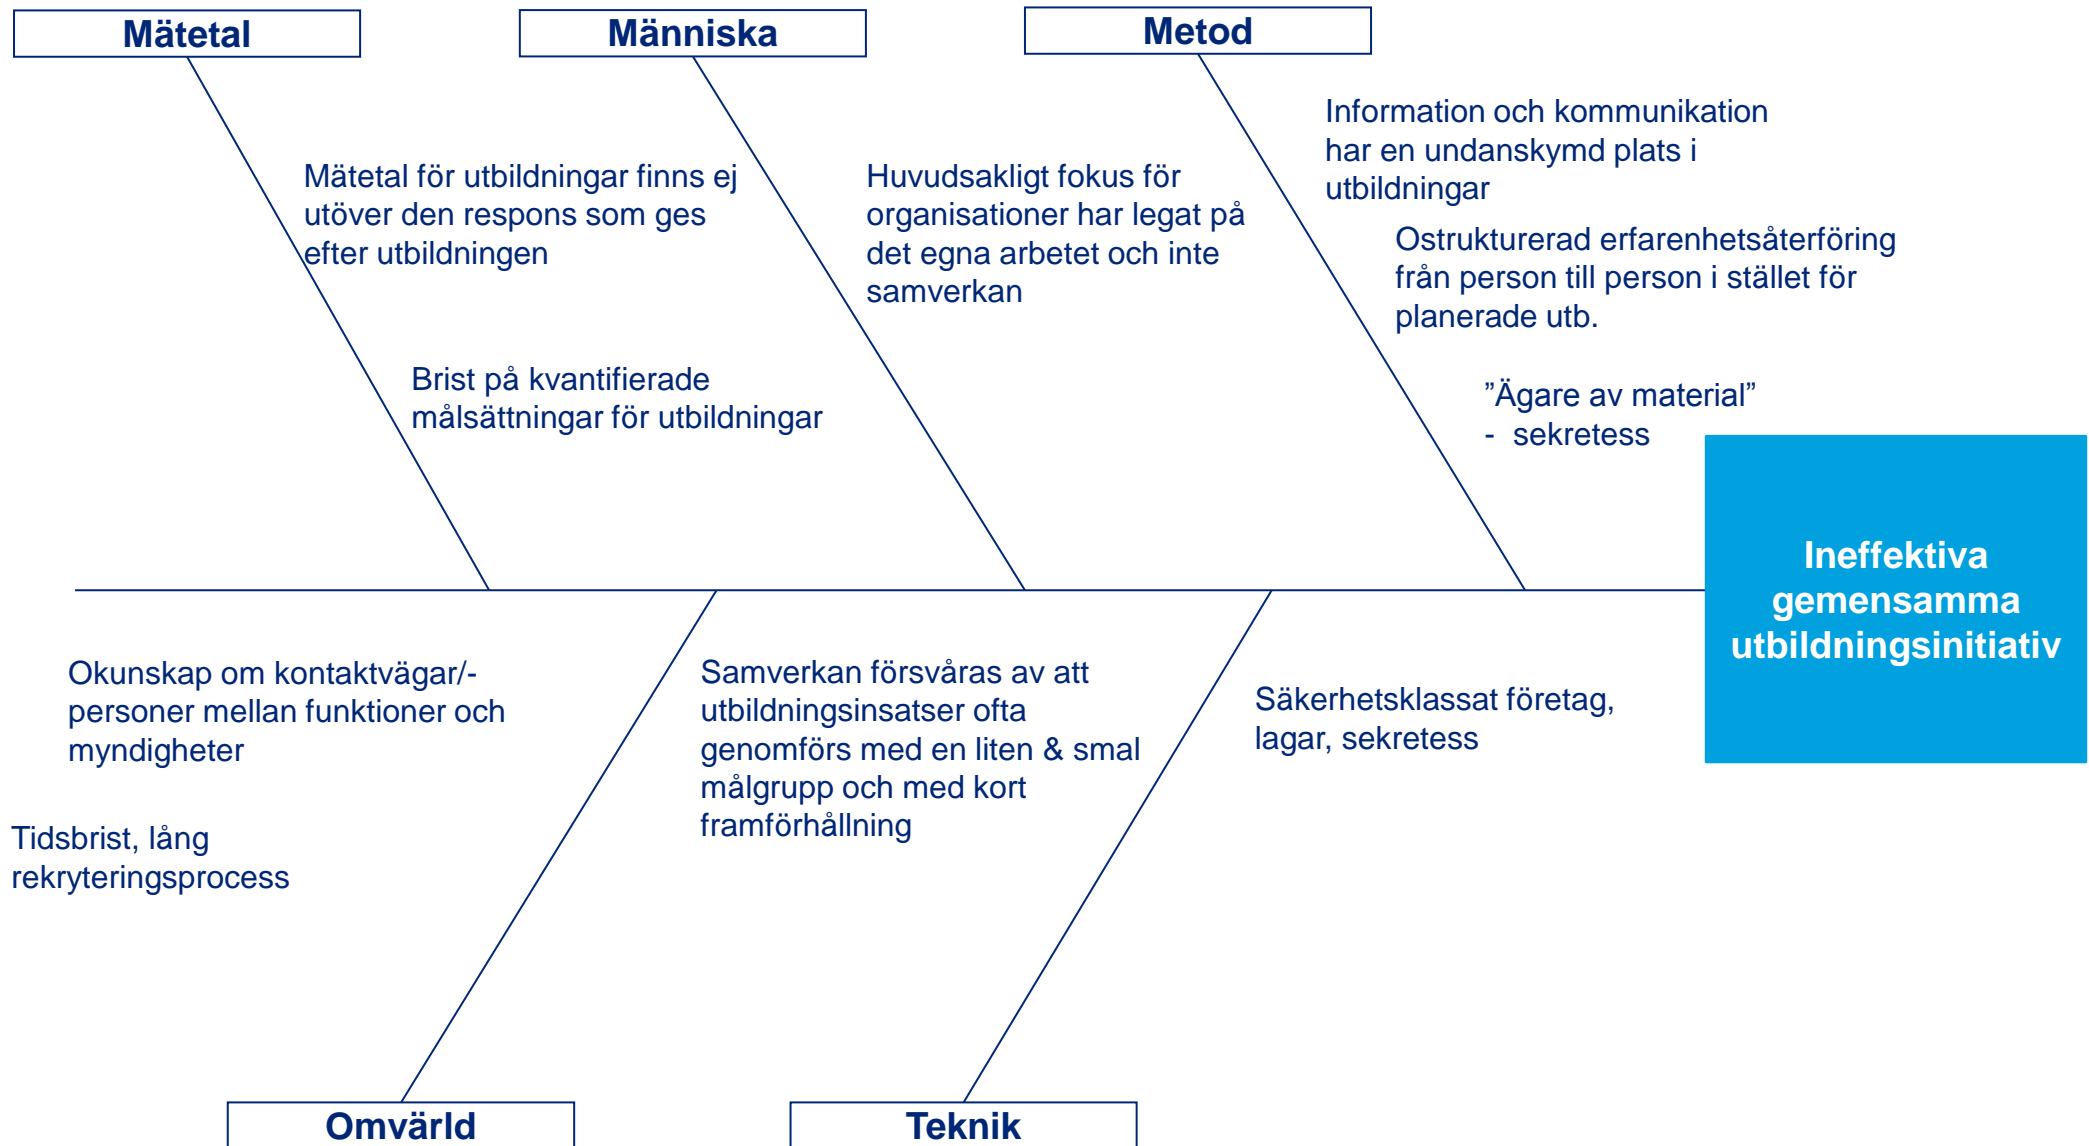 Mätetal
Människa
Metod
Mätetal för utbildningar finns ej
utöver den respons som ges
efter utbildningen
Brist på kvantifierade
målsättningar för utbildningar
Huvudsakligt fokus för
organisationer har legat på
det egna arbetet och inte
samverkan
Information och kommunikation
har en undanskymd plats i
utbildningar
Ostrukturerad erfarenhetsåterföring
från person till person i stället för
planerade utb.
”Ägare av material”
- sekretess
Ineffektiva
gemensamma
utbildningsinitiativ
Okunskap om kontaktvägar/-
personer mellan funktioner och
myndigheter
Tidsbrist, lång
rekryteringsprocess
Samverkan försvåras av att
utbildningsinsatser ofta
genomförs med en liten & smal
målgrupp och med kort
framförhållning
Säkerhetsklassat företag,
lagar, sekretess
Omvärld
Teknik